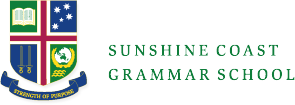 STRENGTH OF PURPOSE
SUNSHINE COAST
GRAMMAR SCHOOL